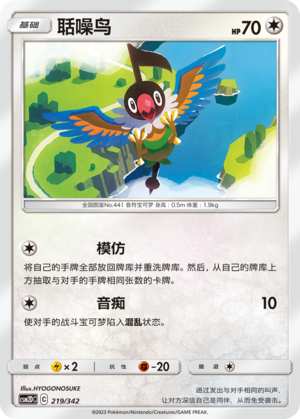 基础 聒噪鸟 HP70
全国图鉴No.441 音符宝可梦 身高：0.5m 体重：1.9kg
模仿
将自己的手牌全部放回牌库并重洗牌库。然后，从自己的牌库上
方抽取与对手的手牌相同张数的卡牌。
音痴 10
使对手的战斗宝可梦陷入混乱状态。
弱点 ×2 抗性 -20 撤退
Illus.HYOGONOSUKE
CSM2DC C 219/342
通过发出与对手相同的叫声，
让对方深信自己是同伴，从而免受袭击。
©2023 Pokémon/Nintendo/Creatures/GAME FREAK.